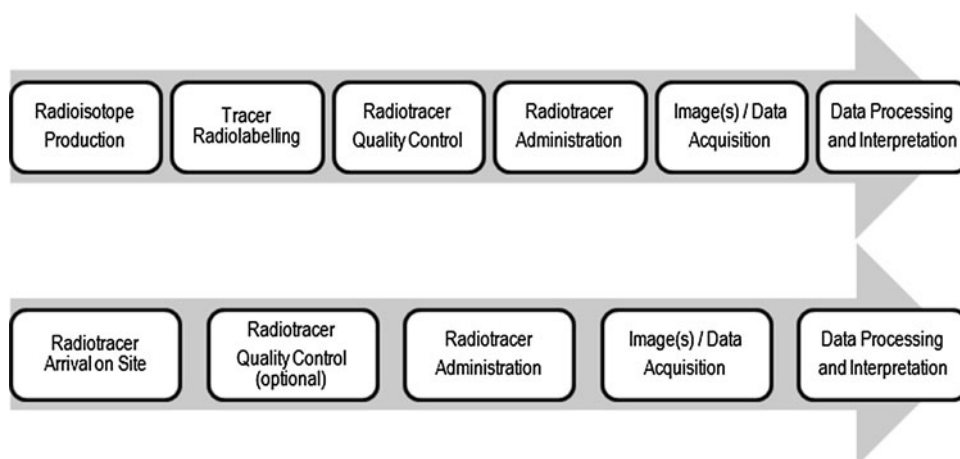 Radioisotope
Production
Tracer
Radiolabelling
Radiotracer
Quality Control
Radiotracer
Administration
Image(s) / Data
Acquisition
Data Processing
and Interpretation
Radiotracer
Arrival on Site
Radiotracer
Quality Control
(optional)
Radiotracer
Administration
Image(s) / Data
Acquisition
Data Processing
and Interpretation